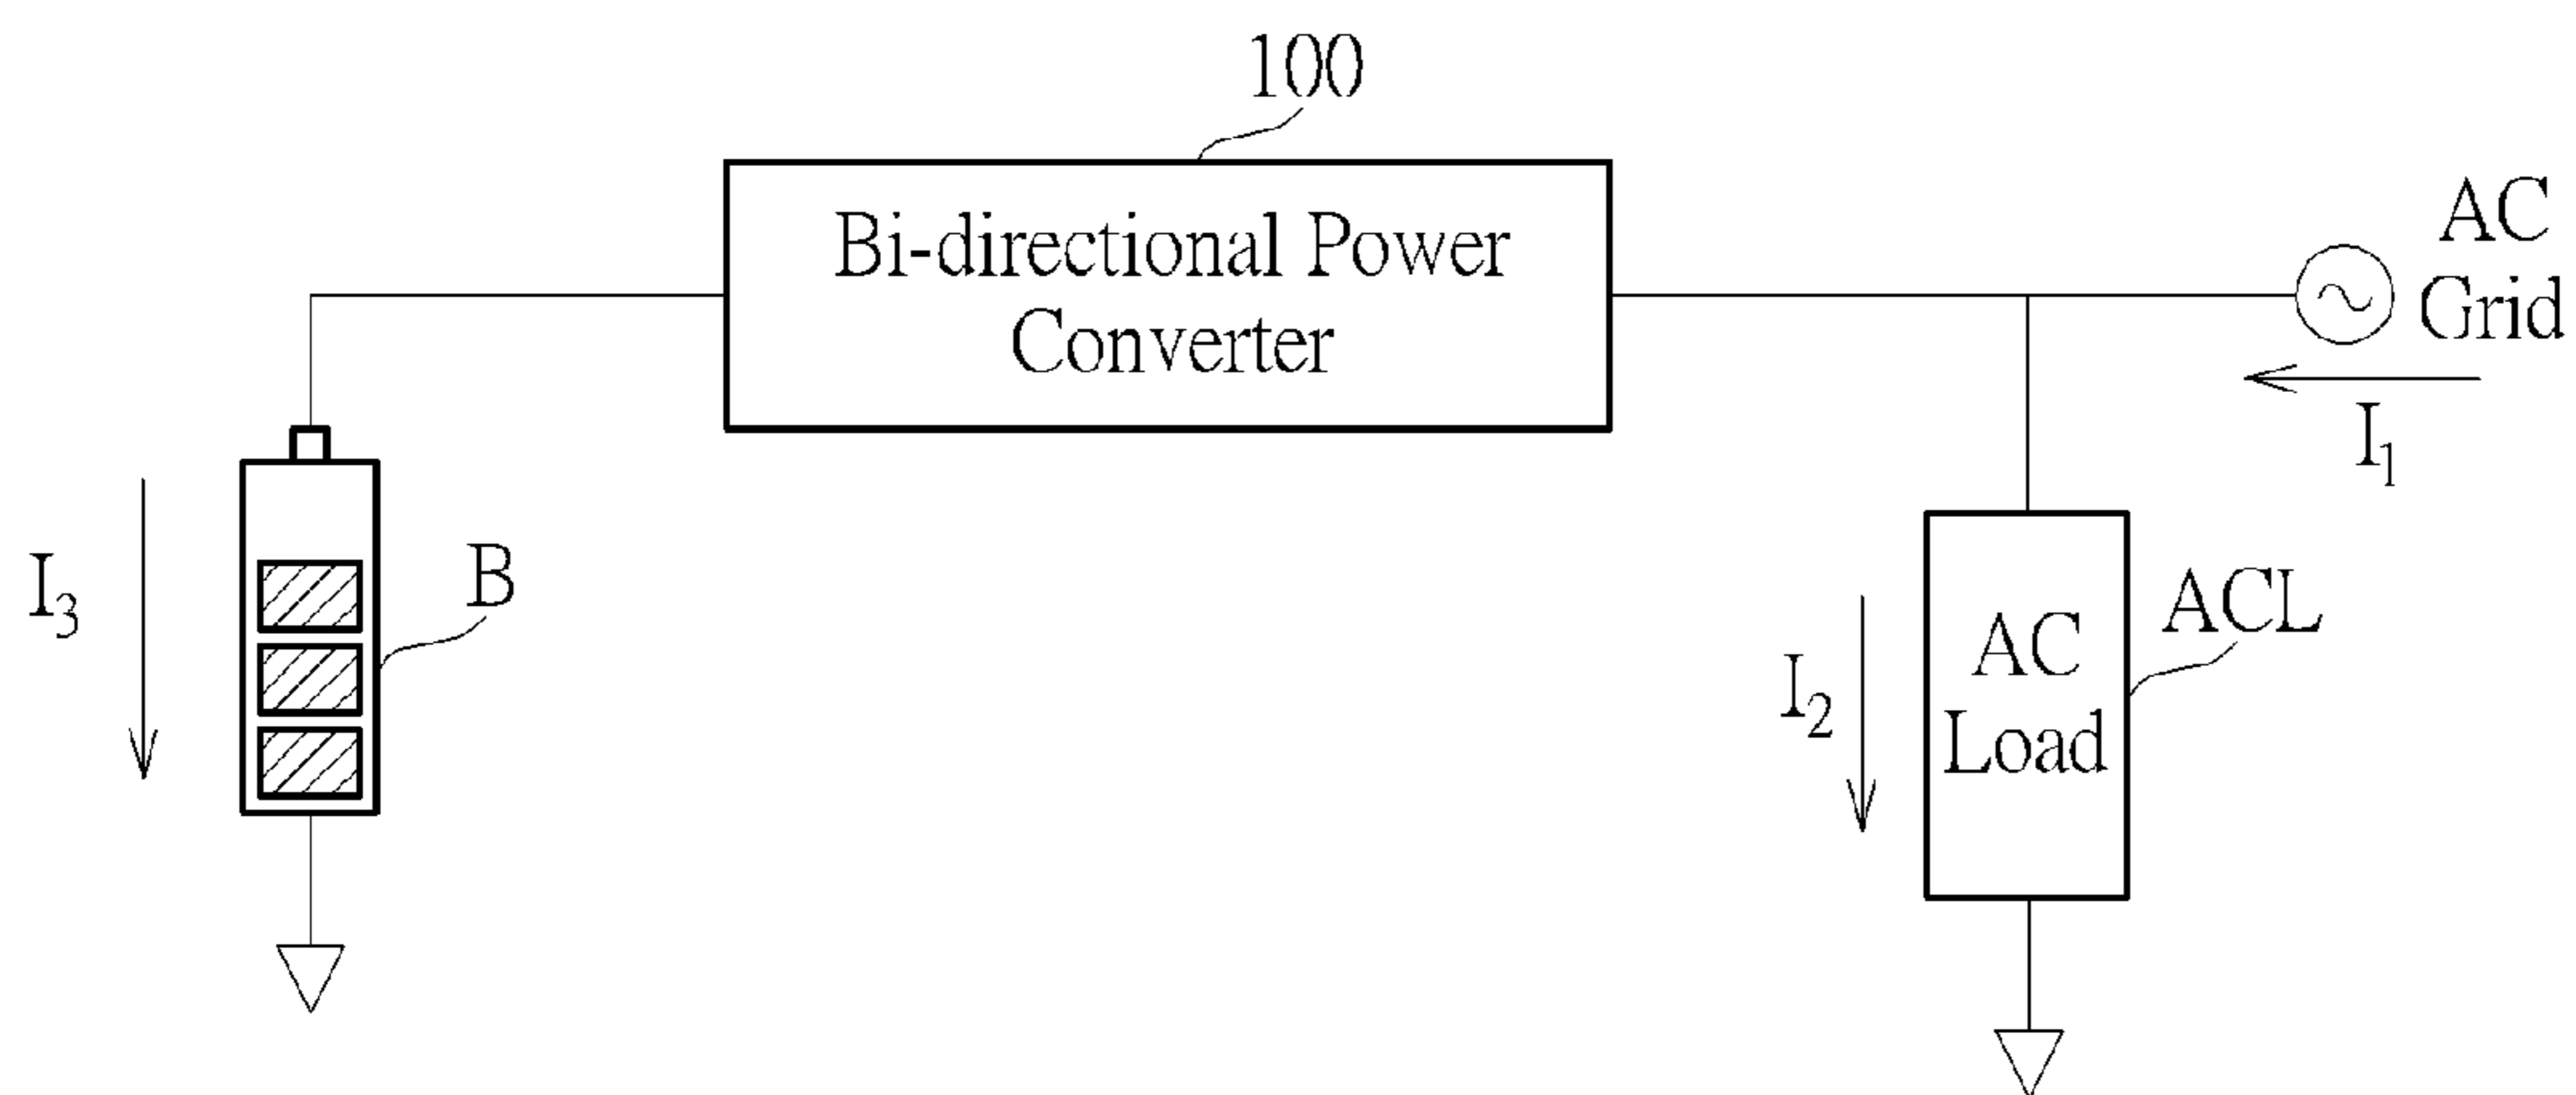 100
Bi-directional Power
Converter
AC
Grid
I1
I3
B
I2
AC
Load
ACL